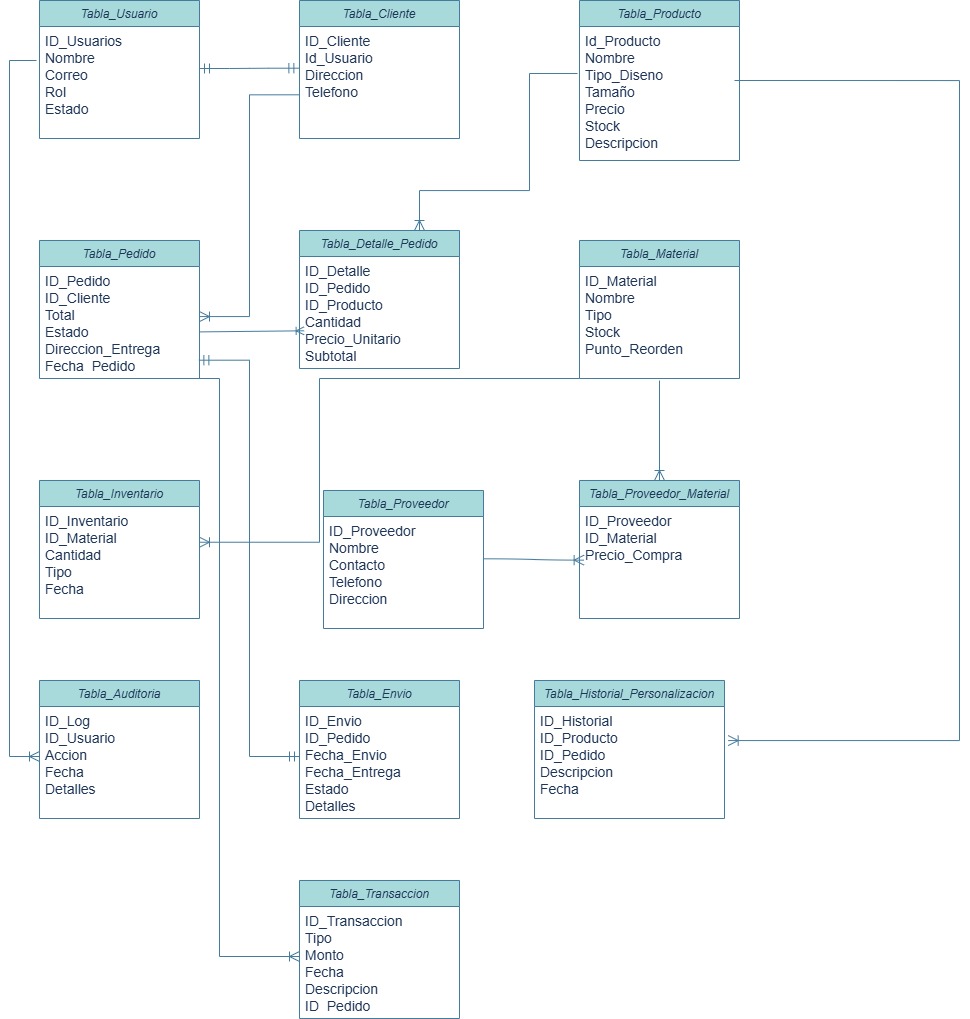 Tabla_Usuario
ID_Usuarios
Nombre
Correo
Rol
Estado
Tabla_Cliente
ID_Cliente
Id_Usuario
Direccion
Telefono
Tabla_Producto
Id_Producto
Nombre
Tipo_Diseno
Tamaño
Precio
Stock
Descripcion
Tabla_Pedido
ID_Pedido
ID_Cliente
Total
Estado
Direccion_Entrega
Fecha_Pedido
Tabla_Detalle_Pedido
ID_Detalle
ID_Pedido
ID_Producto
Cantidad
Precio_Unitario
Subtotal
Tabla_Material
ID_Material
Nombre
Tipo
Stock
Punto_Reorden
Tabla_Inventario
ID_Inventario
ID_Material
Cantidad
Tipo
Fecha
Tabla_Proveedor
ID_Proveedor
Nombre
Contacto
Telefono
Direccion
Tabla_Proveedor_Material
ID_Proveedor
ID_Material
Precio_Compra
Tabla_Auditoria
ID_Log
ID_Usuario
Accion
Fecha
Detalles
Tabla_Envio
ID_Envio
ID_Pedido
Fecha_Envio
Fecha_Entrega
Estado
Detalles
Tabla_Historial_Personalizacion
ID_Historial
ID_Producto
ID_Pedido
Descripcion
Fecha
Tabla_Transaccion
ID_Transaccion
Tipo
Monto
Fecha
Descripcion
ID_Pedido